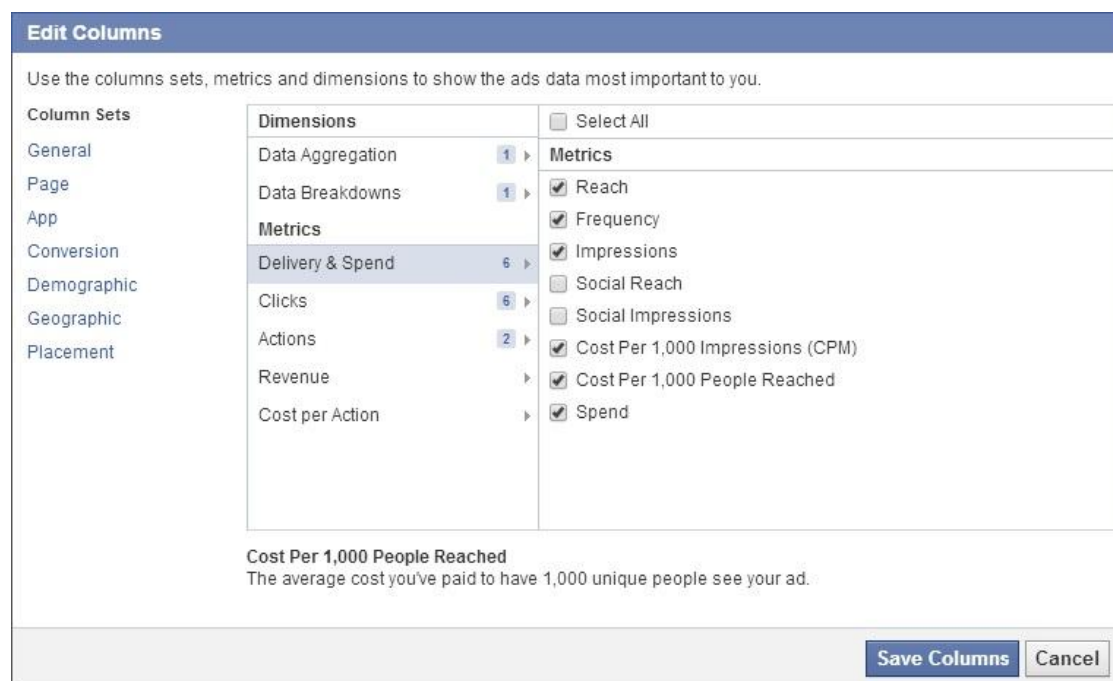 Edit Columns
Use the columns sets, metrics and dimensions to show the ads data most important to you.
Column Sets
General
Page
App
Conversion
Demographic
Geographic
Placement
Dimensions
Data Aggregation 1
Data Breakdowns 1
Metrics
Delivery & Spend 6
Clicks 6
Actions 2
Revenue
Cost per Action
Select All
Metrics
Reach
Frequency
Impressions
Social Reach
Social Impressions
Cost Per 1,000 Impressions (CPM)
Cost Per 1,000 People Reached
Spend
Cost Per 1,000 People Reached
The average cost you've paid to have 1,000 unique people see your ad.
Save Columns
Cancel